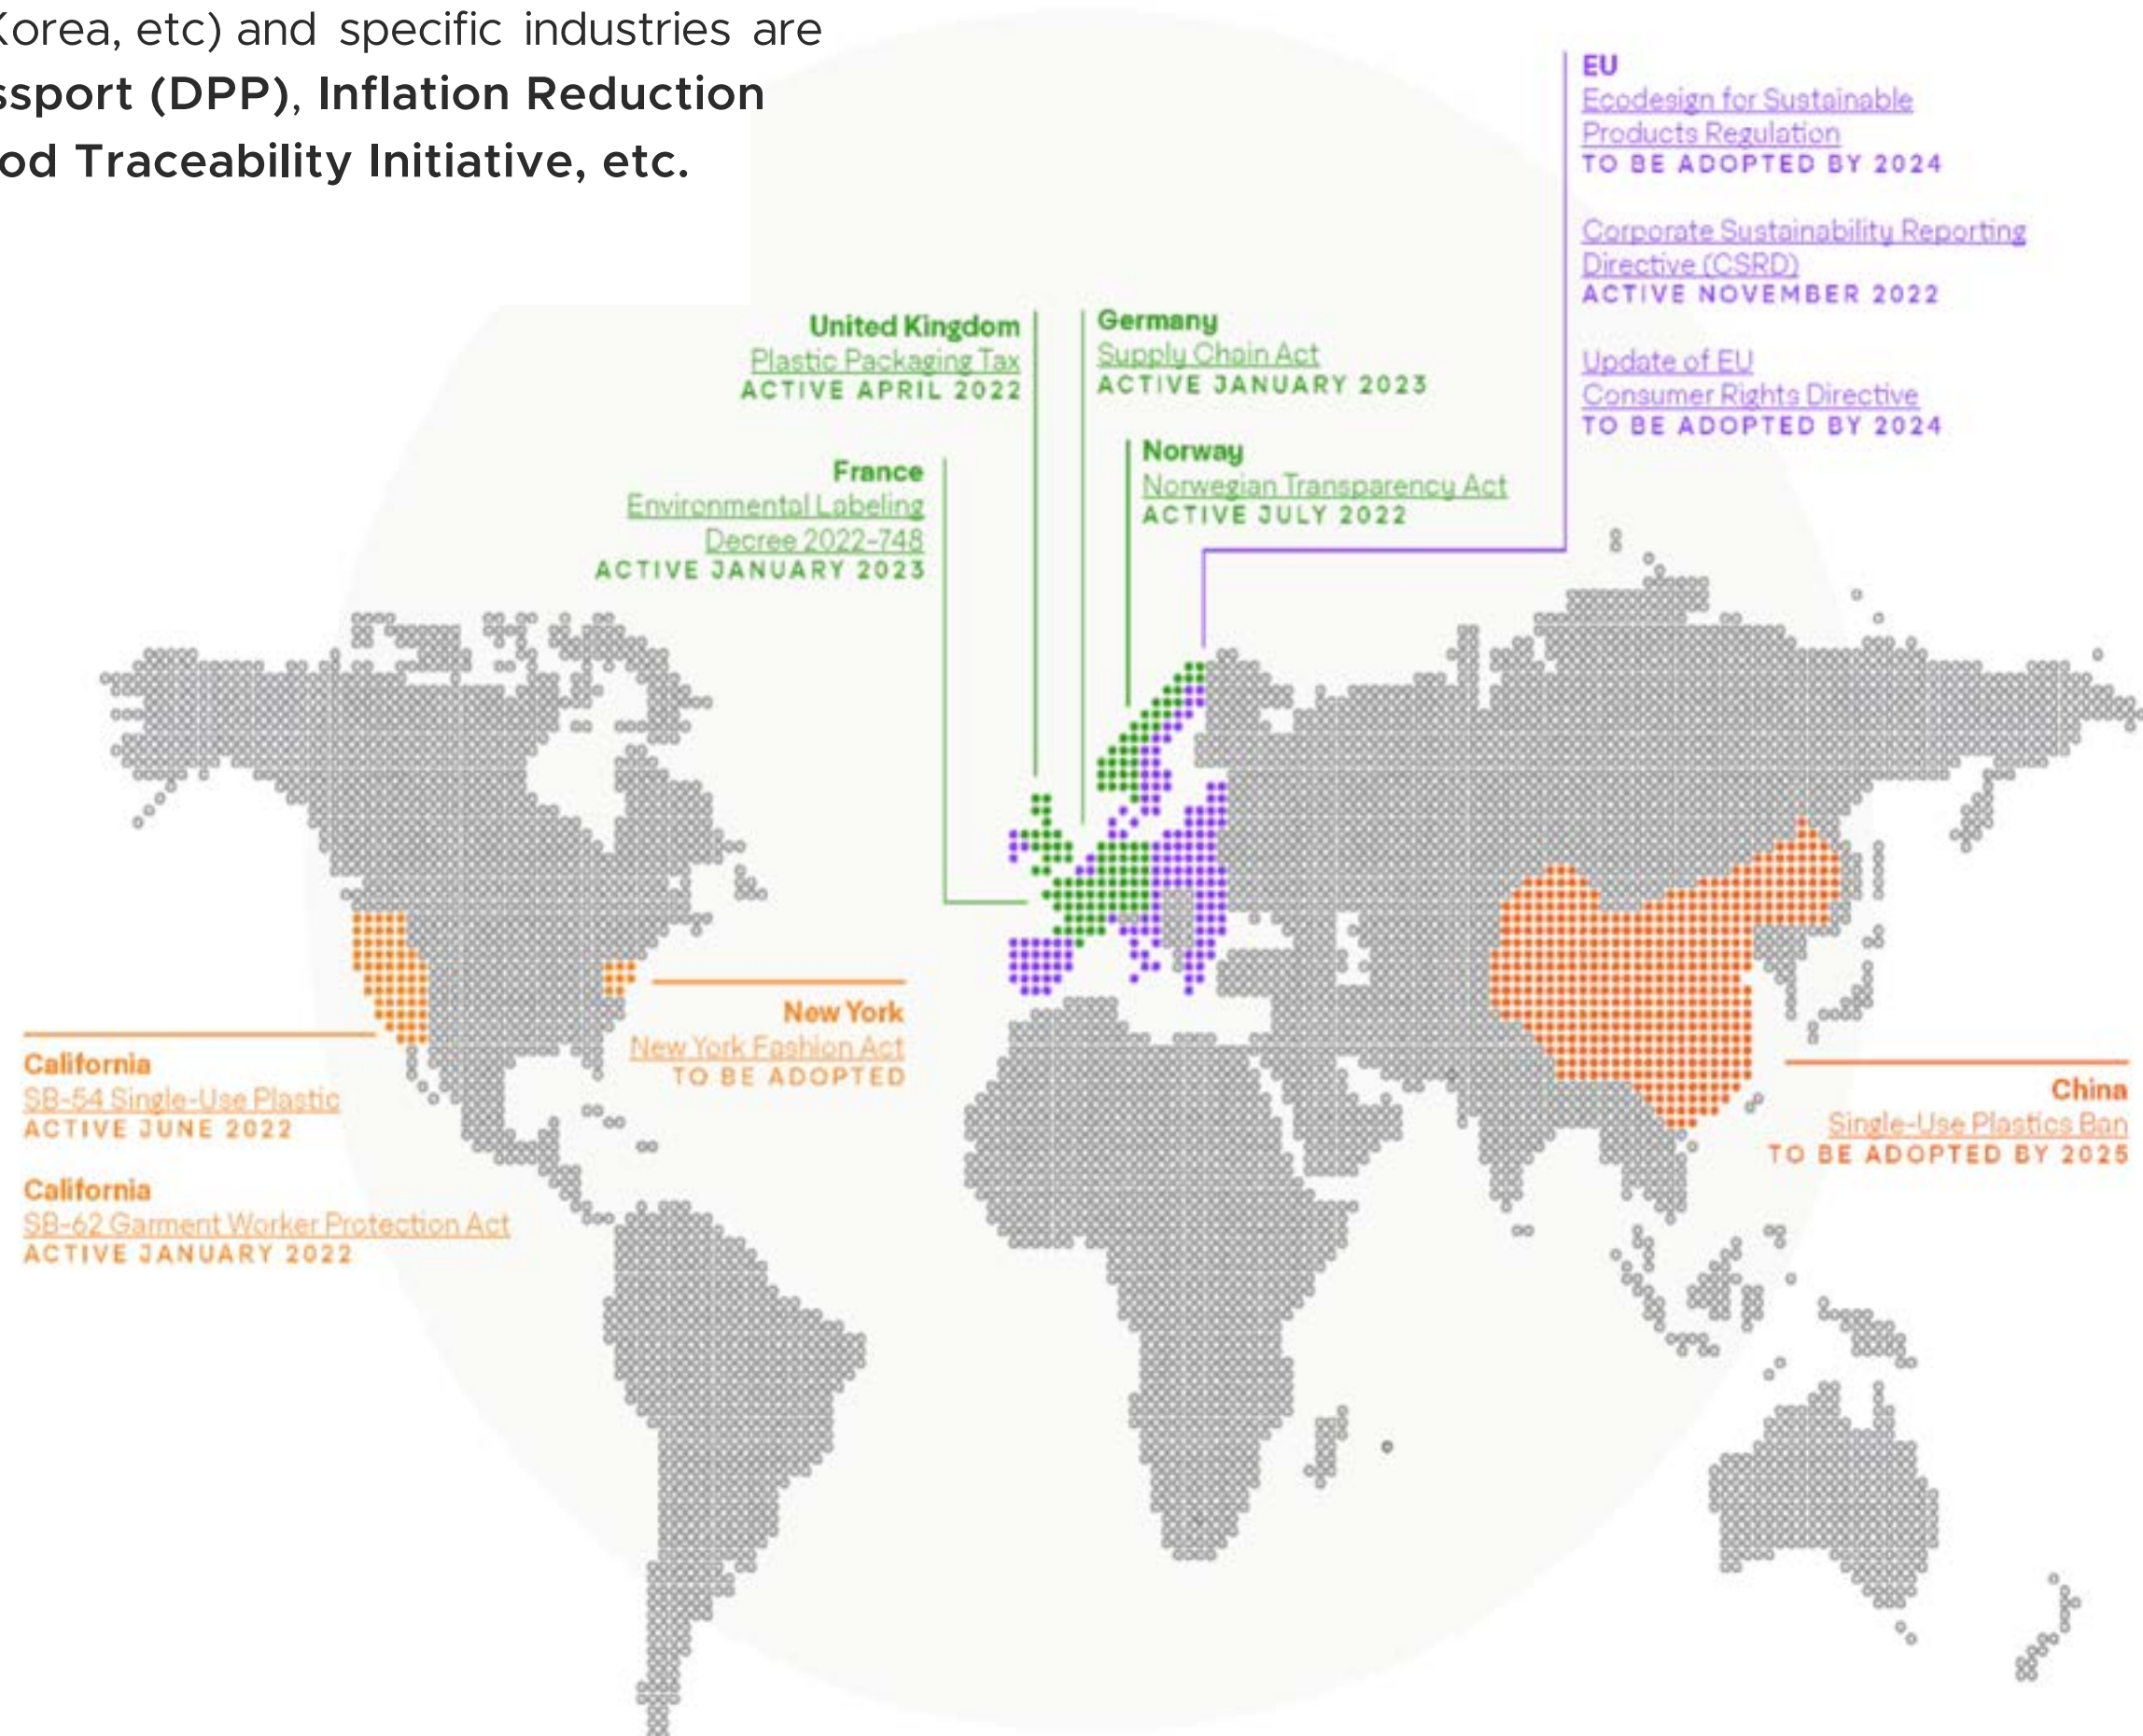 Korea, etc) and specific industries are
ssport (DPP), Inflation Reduction
od Traceability Initiative, etc.
EU
Ecodesign for Sustainable
Products Regulation
TO BE ADOPTED BY 2024
Corporate Sustainability Reporting
Directive (CSRD)
ACTIVE NOVEMBER 2022
Update of EU
Consumer Rights Directive
TO BE ADOPTED BY 2024
United Kingdom
Plastic Packaging Tax
ACTIVE APRIL 2022
Germany
Supply Chain Act
ACTIVE JANUARY 2023
France
Environmental Labeling
Decree 2022-748
ACTIVE JANUARY 2023
Norway
Norwegian Transparency Act
ACTIVE JULY 2022
New York
New York Fashion Act
TO BE ADOPTED
California
SB-54 Single-Use Plastic
ACTIVE JUNE 2022
California
SB-62 Garment Worker Protection Act
ACTIVE JANUARY 2022
China
Single-Use Plastics Ban
TO BE ADOPTED BY 2025